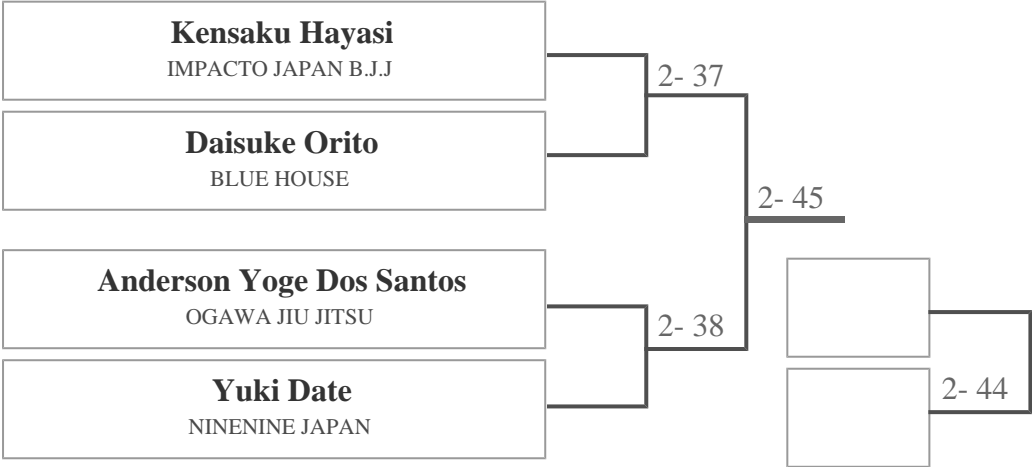 Kensaku Hayasi
IMPACTO JAPAN B.J.J
2- 37
Daisuke Orito
BLUE HOUSE
2- 45
Anderson Yoge Dos Santos
OGAWA JIU JITSU
2- 38
Yuki Date
NINENINE JAPAN
2- 44